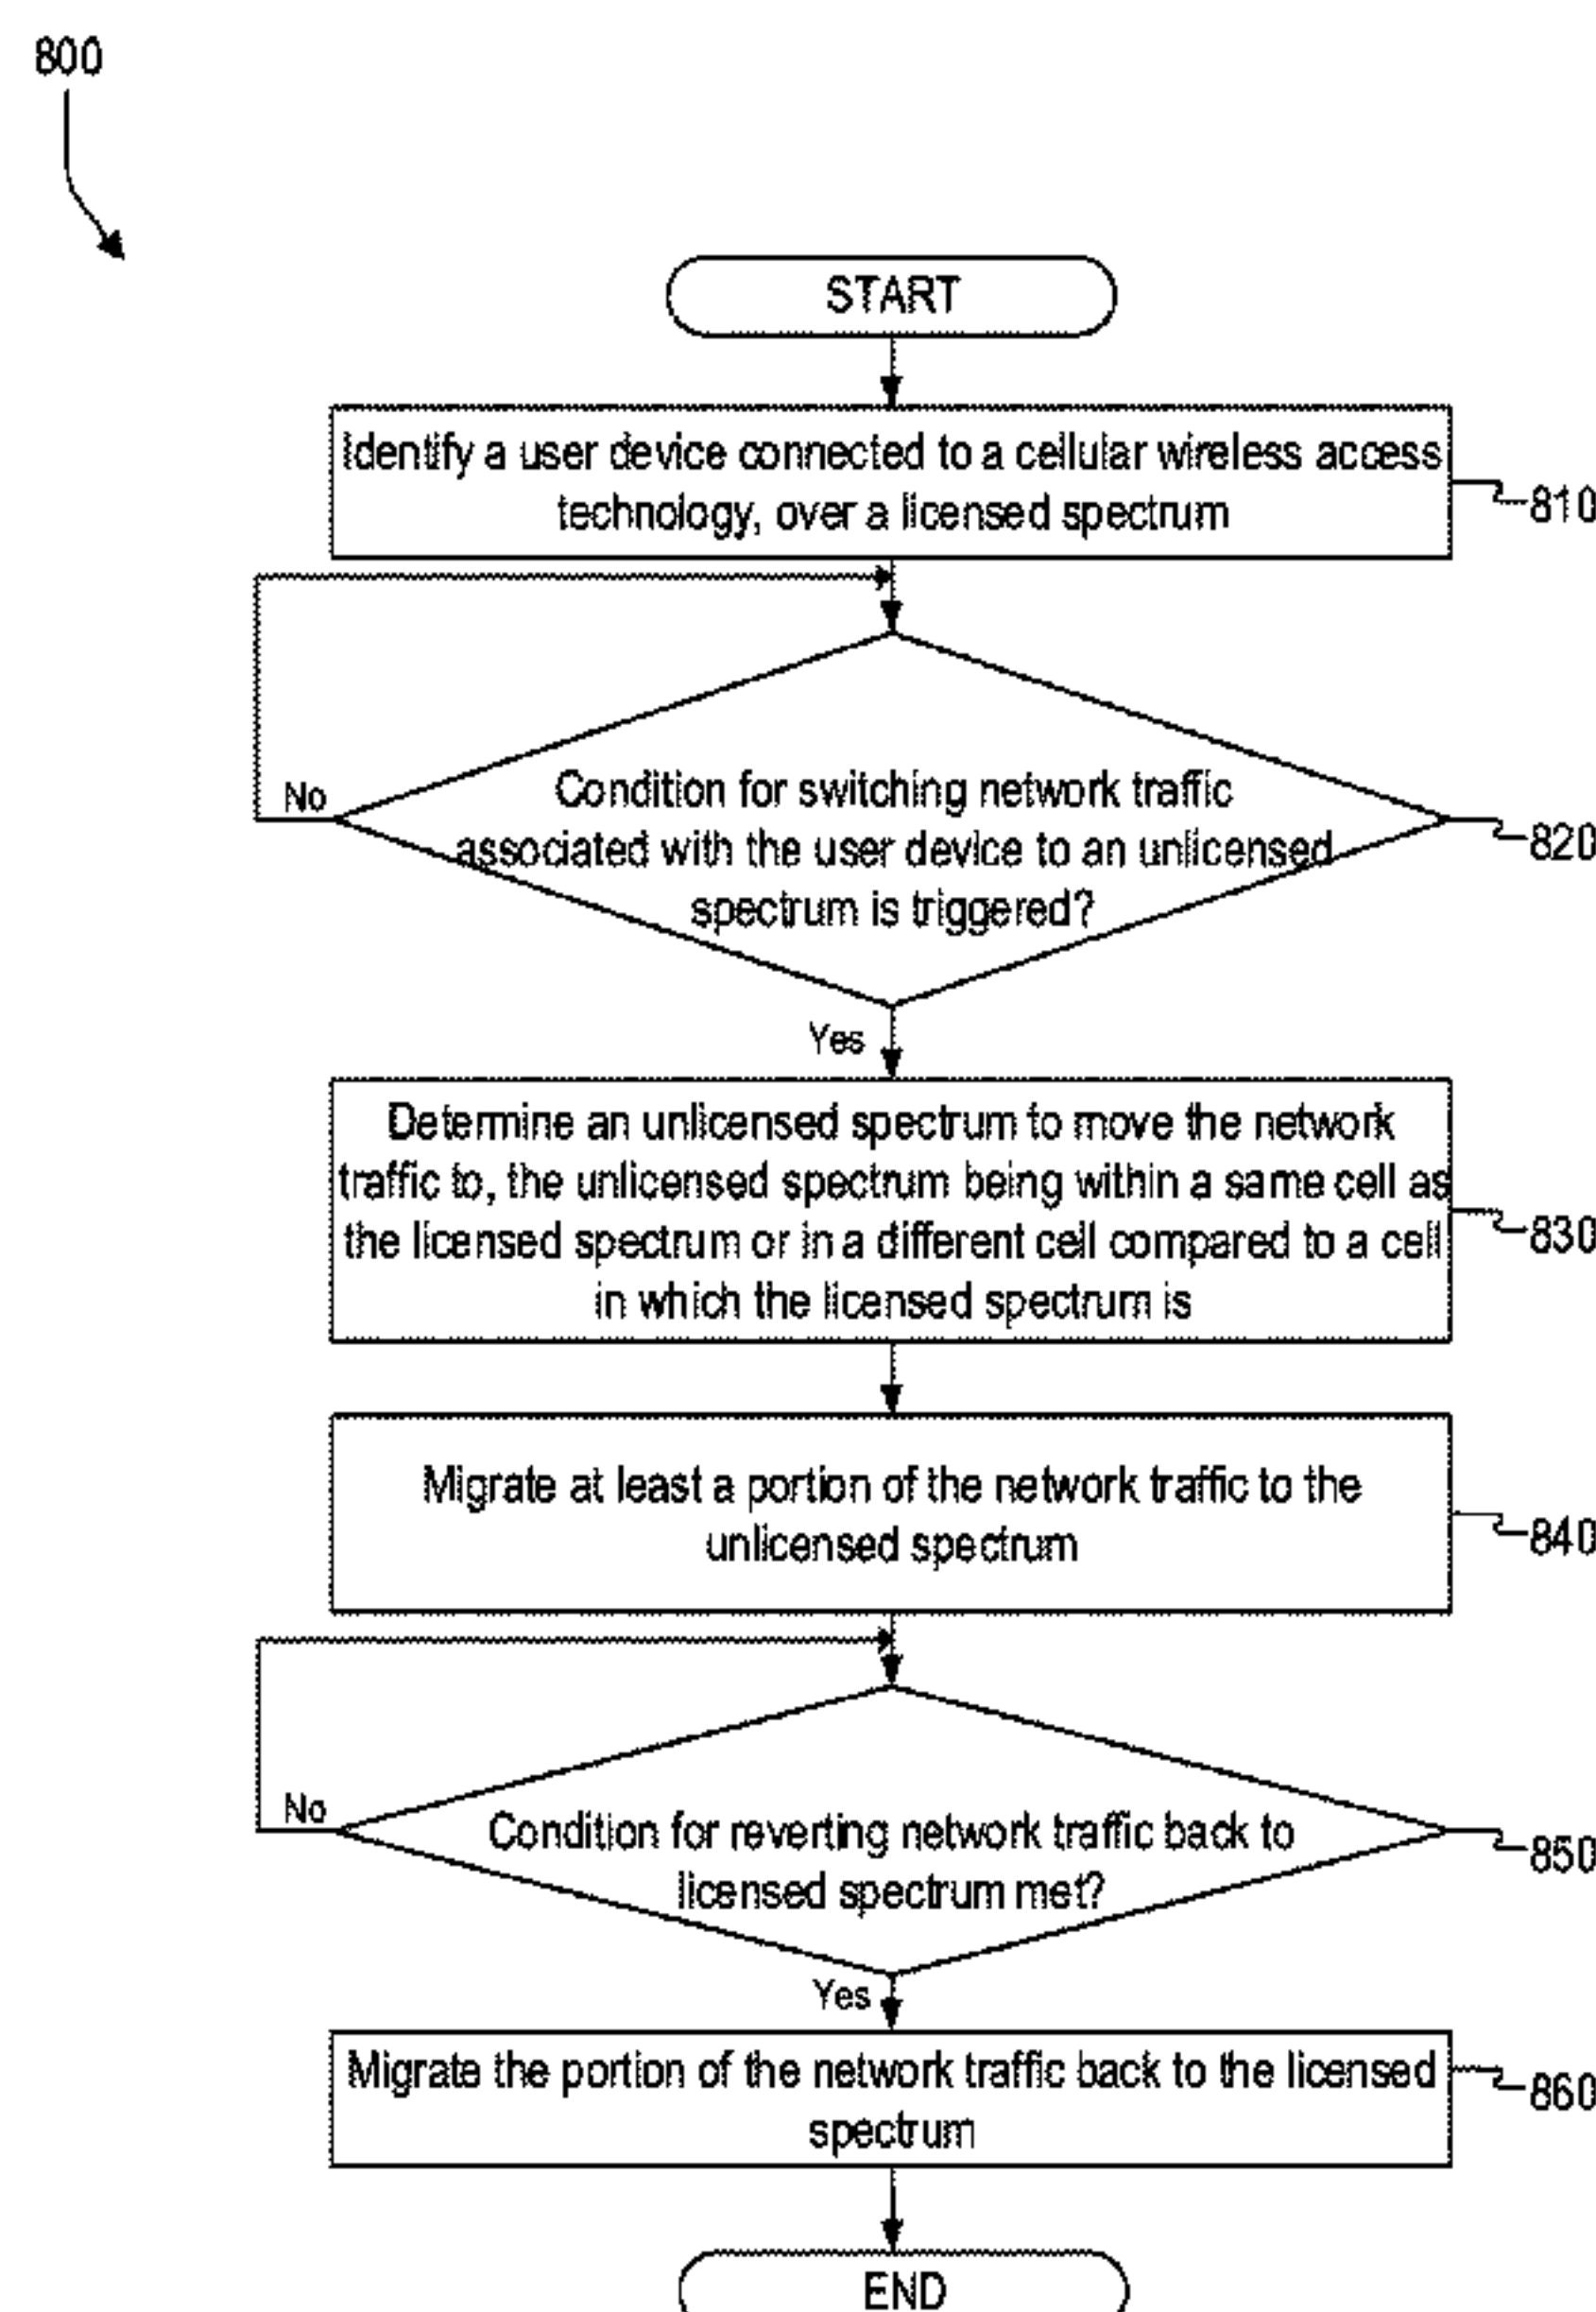 800
START
Identify a user device connected to a cellular wireless access
technology, over a licensed spectrum
810
No
Condition for switching network traffic
associated with the user device to an unlicensed
spectrum is triggered?
820
Yes
Determine an unlicensed spectrum to move the network
traffic to, the unlicensed spectrum being within a same cell as
the licensed spectrum or in a different cell compared to a cell
in which the licensed spectrum is
830
Migrate at least a portion of the network traffic to the
unlicensed spectrum
840
No
Condition for reverting network traffic back to
licensed spectrum met?
850
Yes
Migrate the portion of the network traffic back to the licensed
spectrum
860
END